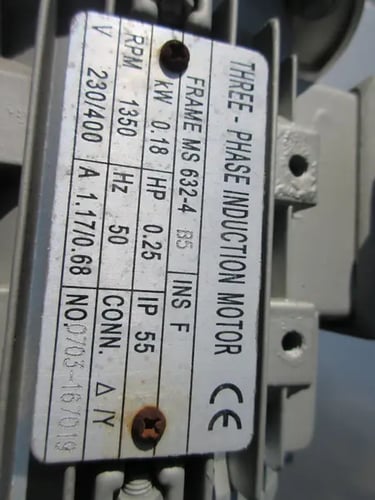 THREE - PHASE INDUCTION MOTOR CE
FRAME MS 632-4 B5 INS F
kW 0.18 HP 0.25 IP 55
RPM 1350 Hz 50 CONN. Δ/Y
V 230/400 A 1.17/0.68 NO.0703-167019